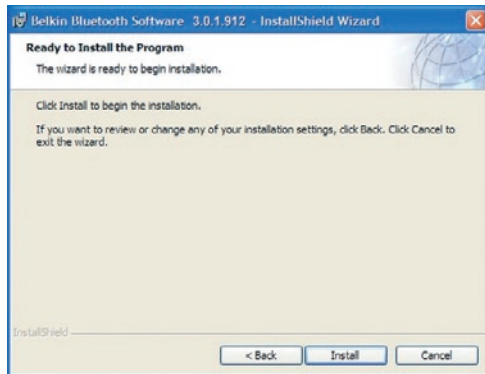 Belkin Bluetooth Software 3.0.1.912 - InstallShield Wizard
Ready to Install the Program
The wizard is ready to begin installation.
Click Install to begin the installation.
If you want to review or change any of your installation settings, click Back. Click Cancel to
exit the wizard.
InstallShield
< Back Install Cancel